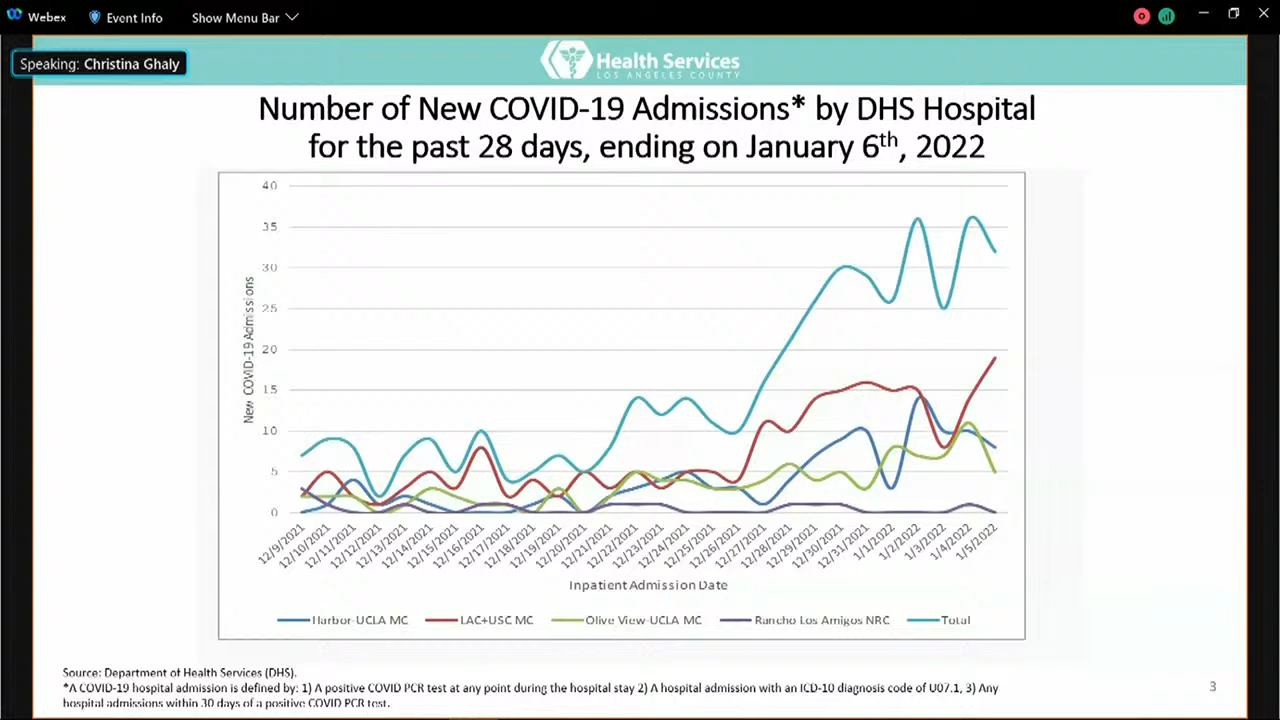 Webex
Event Info
Show Menu Bar
Speaking: Christina Ghaly
Health Services
LOS ANGELES COUNTY
Number of New COVID-19 Admissions* by DHS Hospital
for the past 28 days, ending on January 6th, 2022
40
35
30
25
20
15
10
5
0
New COVID-19 Admissions
12/9/2021
12/10/2021
12/11/2021
12/12/2021
12/13/2021
12/14/2021
12/15/2021
12/16/2021
12/17/2021
12/18/2021
12/19/2021
12/20/2021
12/21/2021
12/22/2021
12/23/2021
12/24/2021
12/25/2021
12/26/2021
12/27/2021
12/28/2021
12/29/2021
12/30/2021
12/31/2021
1/1/2022
1/2/2022
1/3/2022
1/4/2022
1/5/2022
Inpatient Admission Date
Harbor-UCLA MC
LAC+USC MC
Olive View-UCLA MC
Rancho Los Amigos NRC
Total
Source: Department of Health Services (DHS).
*A COVID-19 hospital admission is defined by: 1) A positive COVID PCR test at any point during the hospital stay 2) A hospital admission with an ICD-10 diagnosis code of U07.1, 3) Any
hospital admissions within 30 days of a positive COVID PCR test.
3